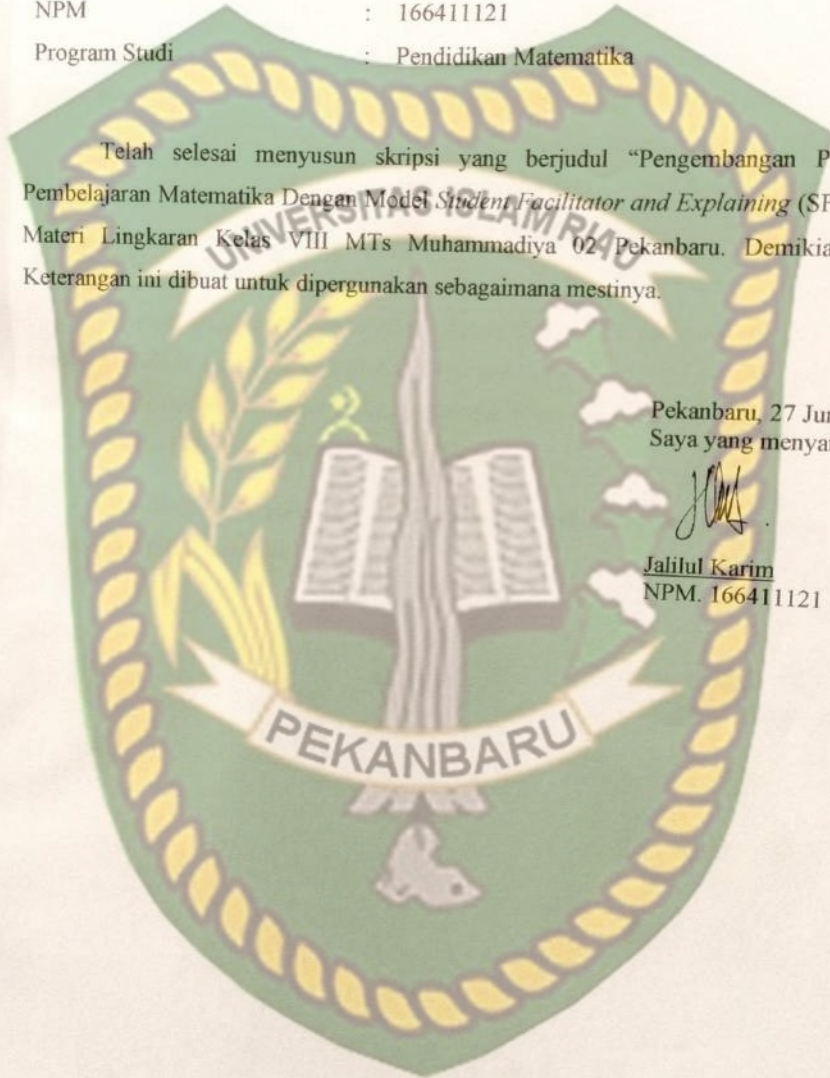 NPM : 166411121
Program Studi : Pendidikan Matematika
Telah selesai menyusun skripsi yang berjudul “Pengembangan P
Pembelajaran Matematika Dengan Model Student Facilitator and Explaining (SF
Materi Lingkaran Kelas VIII MTs Muhammadiya 02 Pekanbaru. Demikia
Keterangan ini dibuat untuk dipergunakan sebagaimana mestinya.
UNIVERSITAS ISLAM RIAU
Pekanbaru, 27 Jun
Saya yang menya
Jalilul Karim
NPM. 166411121
PEKANBARU